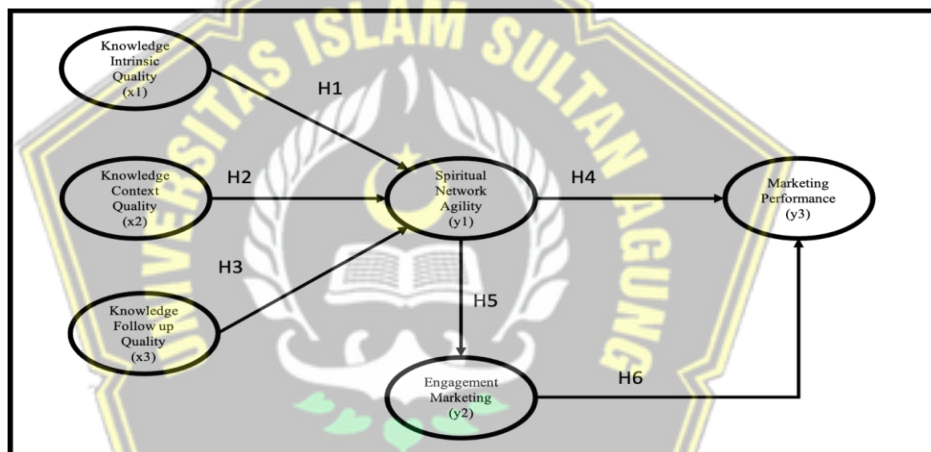 UNIVERSITAS ISLAM SULTAN AGUNG
Knowledge
Intrinsic
Quality
(x1)
H1
Knowledge
Context
Quality
(x2)
H2
Spiritual
Network
Agility
(y1)
H4
Marketing
Performance
(y3)
H3
Knowledge
Follow up
Quality
(x3)
H5
Engagement
Marketing
(y2)
H6